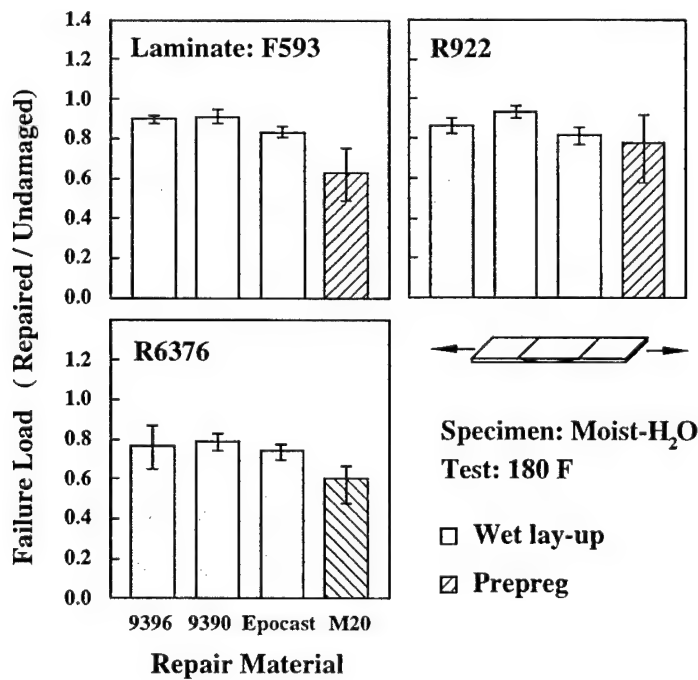 Failure Load ( Repaired / Undamaged)
1.4
1.2
1.0
0.8
0.6
0.4
0.2
0.0
Laminate: F593
R922
1.2
1.0
0.8
0.6
0.4
0.2
0.0
R6376
9396 9390 Epocast M20
Repair Material
Specimen: Moist-H₂O
Test: 180 F
Wet lay-up
Prepreg